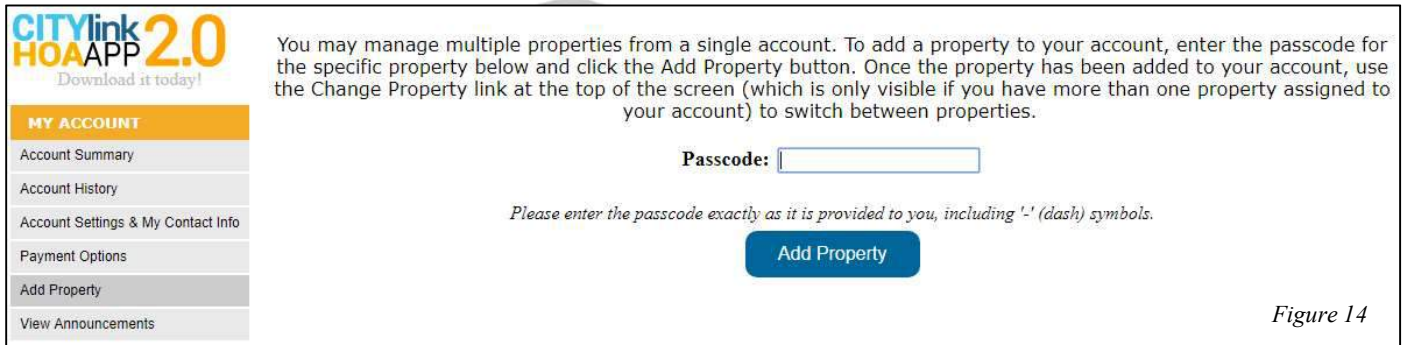 CITYlink
HOAAPP 2.0
Download it today!
MY ACCOUNT
Account Summary
Account History
Account Settings & My Contact Info
Payment Options
Add Property
View Announcements
You may manage multiple properties from a single account. To add a property to your account, enter the passcode for
the specific property below and click the Add Property button. Once the property has been added to your account, use
the Change Property link at the top of the screen (which is only visible if you have more than one property assigned to
your account) to switch between properties.
Passcode:
Please enter the passcode exactly as it is provided to you, including '-' (dash) symbols.
Add Property
Figure 14